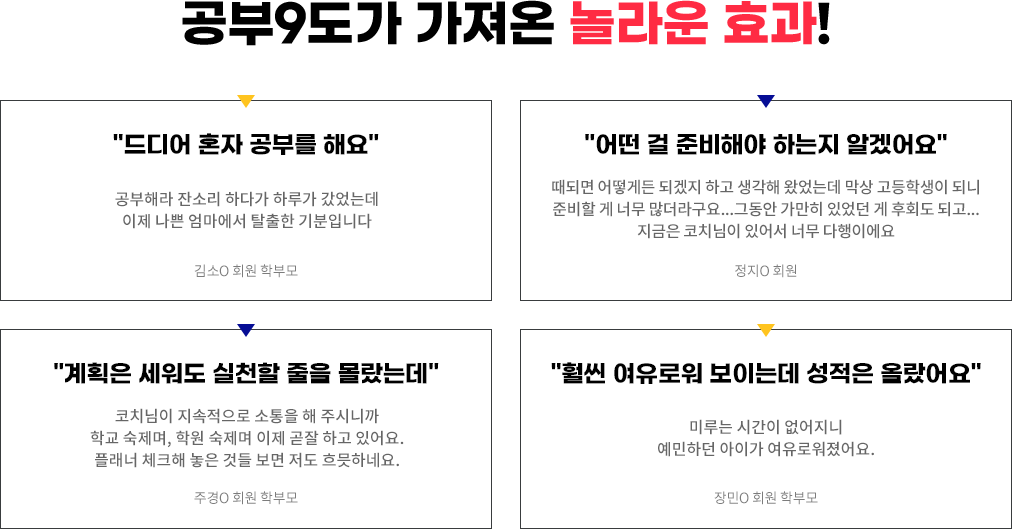 공부9도가 가져온 놀라운 효과!
"드디어 혼자 공부를 해요"
공부해라 잔소리 하다가 하루가 갔었는데
이제 나쁜 엄마에서 탈출한 기분입니다
김소O 회원 학부모
"어떤 걸 준비해야 하는지 알겠어요"
때되면 어떻게든 되겠지 하고 생각해 왔었는데 막상 고등학생이 되니
준비할 게 너무 많더라구요...그동안 가만히 있었던 게 후회도 되고...
지금은 코치님이 있어서 너무 다행이에요
정지O 회원
"계획은 세워도 실천할 줄을 몰랐는데"
코치님이 지속적으로 소통을 해 주시니까
학교 숙제며, 학원 숙제며 이제 곧잘 하고 있어요.
플래너 체크해 놓은 것들 보면 저도 흐뭇하네요.
주경O 회원 학부모
"훨씬 여유로워 보이는데 성적은 올랐어요"
미루는 시간이 없어지니
예민하던 아이가 여유로워졌어요.
장민O 회원 학부모